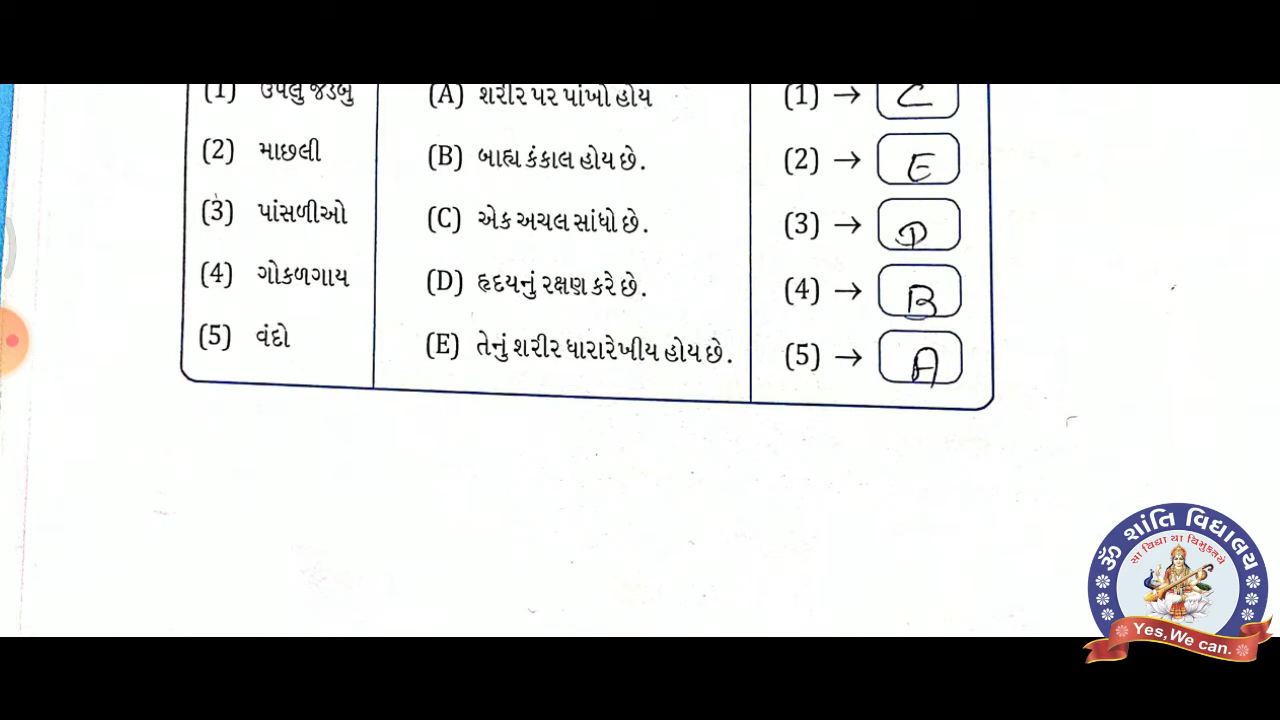 (1) ઉપલું જડબું (A) શરીર પર પાંખો હોય (1) → C
(2) માછલી (B) બાહ્ય કંકાલ હોય છે. (2) → E
(3) પાંસળીઓ (C) એક અચલ સાંધો છે. (3) → D
(4) ગોકળગાય (D) હૃદયનું રક્ષણ કરે છે. (4) → B
(5) વંદો (E) તેનું શરીર ધારારેખીય હોય છે. (5) → A
ૐ શાંતિ વિદ્યાલય
સા વિદ્યા યા વિમુક્તયે
Yes, We can.